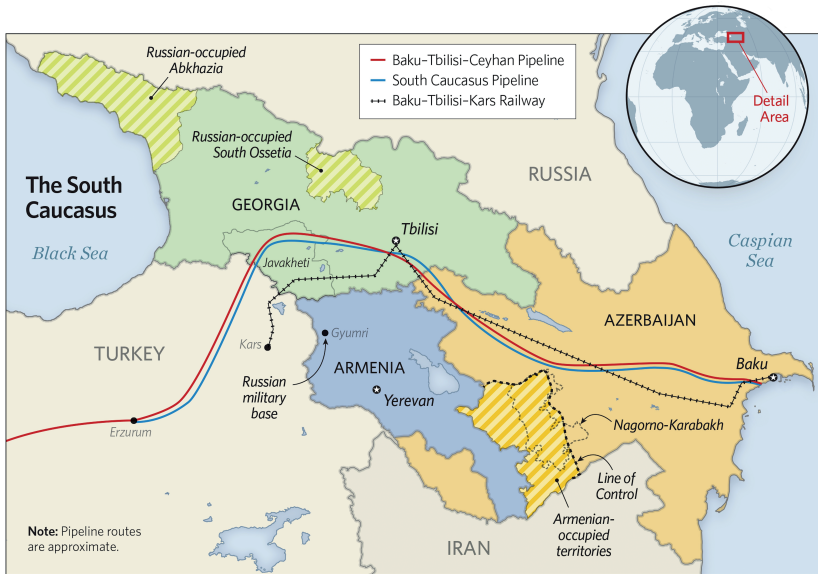 Russian-occupied
Abkhazia
Baku–Tbilisi–Ceyhan Pipeline
South Caucasus Pipeline
Baku–Tbilisi–Kars Railway
Detail
Area
Russian-occupied
South Ossetia
RUSSIA
The South
Caucasus
GEORGIA
Tbilisi
Black Sea
Caspian
Sea
Javakheti
AZERBAIJAN
Gyumri
Kars
TURKEY
ARMENIA
Baku
Russian
military
base
Yerevan
Nagorno-Karabakh
Erzurum
Line of
Control
Armenian-
occupied
territories
Note: Pipeline routes
are approximate.
IRAN